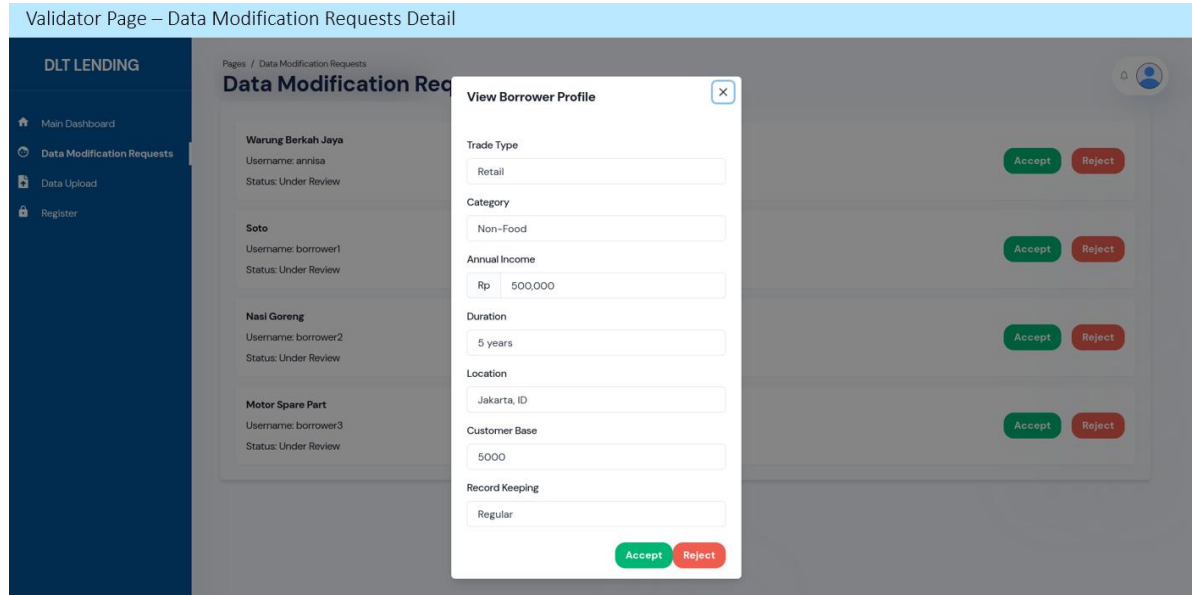 Validator Page – Data Modification Requests Detail
DLT LENDING
Main Dashboard
Data Modification Requests
Data Upload
Register
Pages / Data Modification Requests
Data Modification Req
Warung Berkah Jaya
Username: annisa
Status: Under Review
Accept Reject
Soto
Username: borrower1
Status: Under Review
Accept Reject
Nasi Goreng
Username: borrower2
Status: Under Review
Accept Reject
Motor Spare Part
Username: borrower3
Status: Under Review
Accept Reject
View Borrower Profile
Trade Type
Retail
Category
Non-Food
Annual Income
Rp 500,000
Duration
5 years
Location
Jakarta, ID
Customer Base
5000
Record Keeping
Regular
Accept Reject